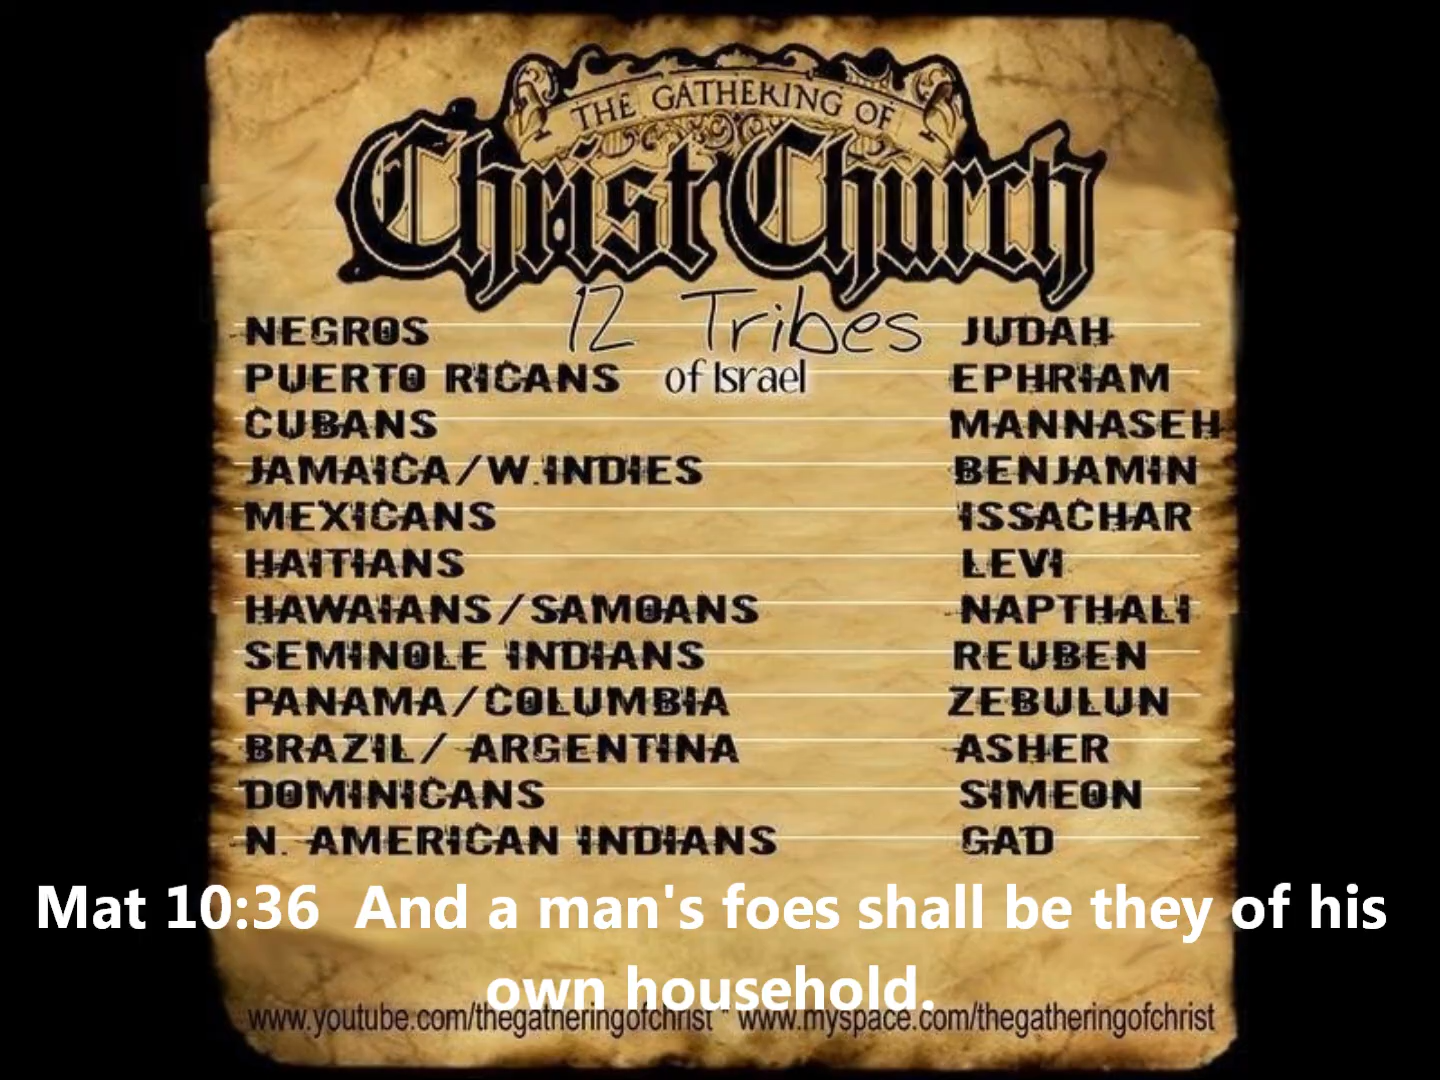 THE GATHERING OF
Christ Church
12 Tribes
of Israel
NEGROS JUDAH
PUERTO RICANS EPHRIAM
CUBANS MANNASEH
JAMAICA/W.INDIES BENJAMIN
MEXICANS ISSACHAR
HAITIANS LEVI
HAWAIANS/SAMOANS NAPTHALI
SEMINOLE INDIANS REUBEN
PANAMA/COLUMBIA ZEBULUN
BRAZIL/ ARGENTINA ASHER
DOMINICANS SIMEON
N. AMERICAN INDIANS GAD
Mat 10:36 And a man's foes shall be they of his
own household.
www.youtube.com/thegatheringofchrist * www.myspace.com/thegatheringofchrist